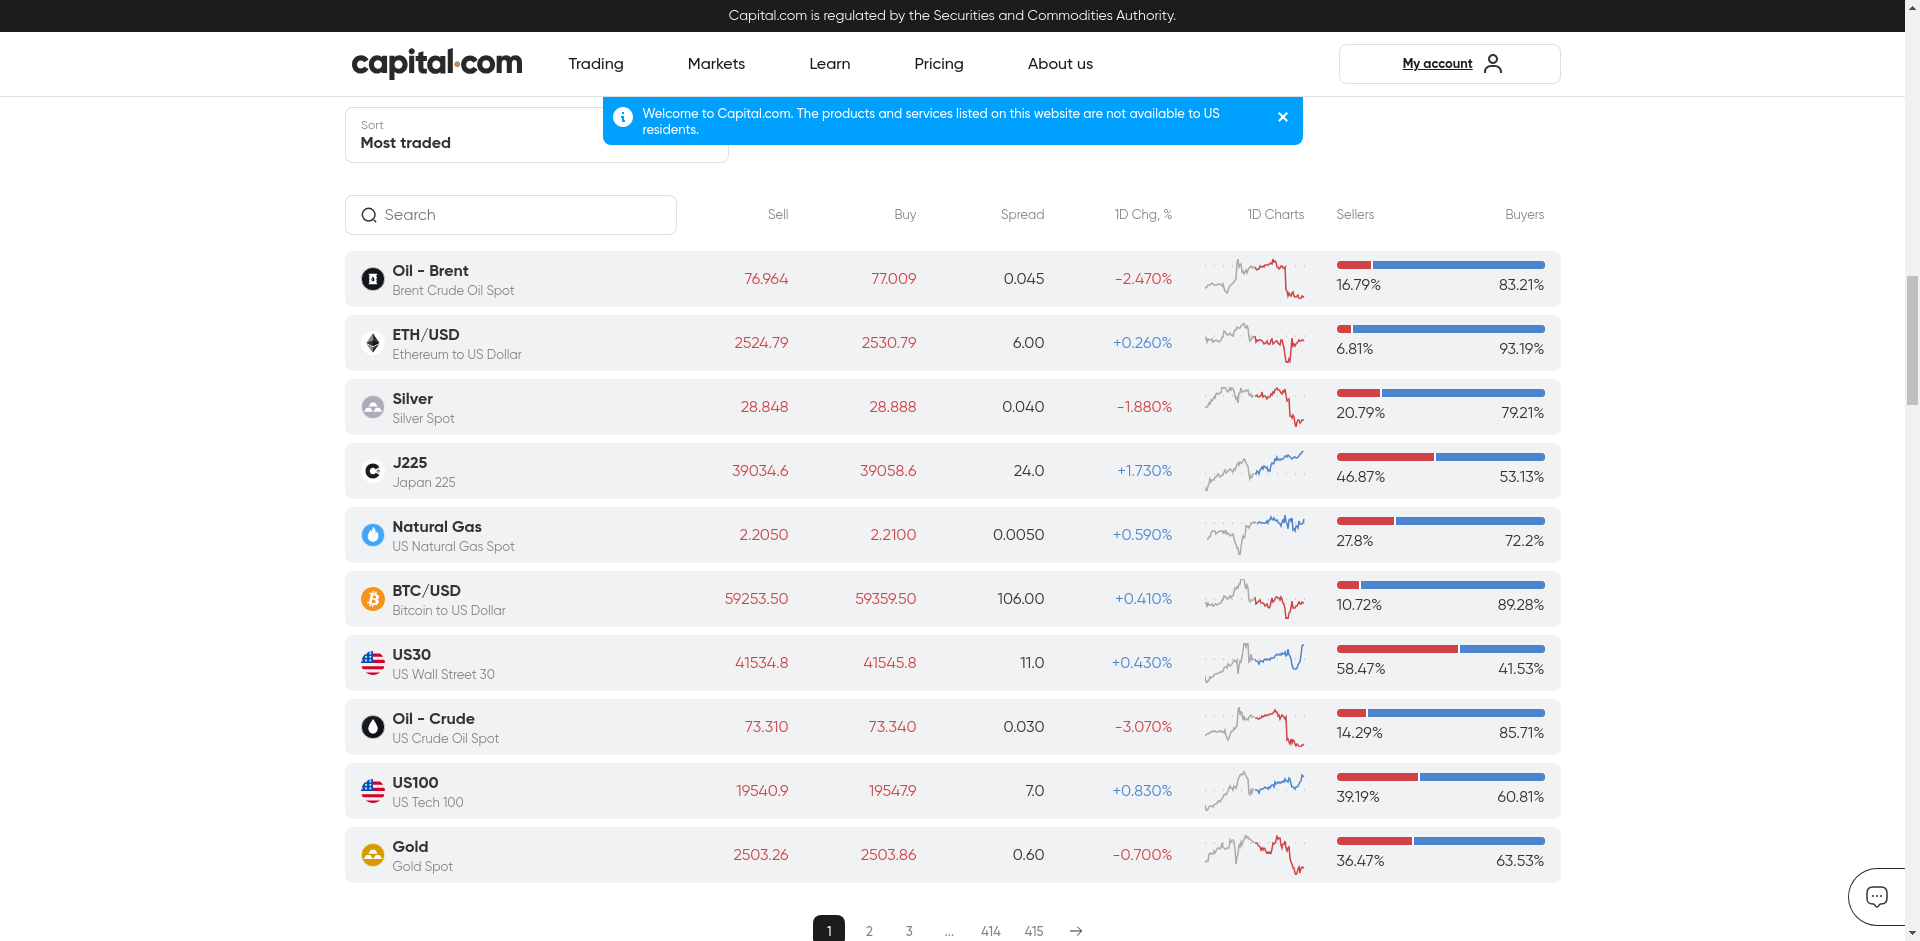 Capital.com is regulated by the Securities and Commodities Authority.
capital.com Trading Markets Learn Pricing About us My account
Welcome to Capital.com. The products and services listed on this website are not available to US
residents.
Sort
Most traded
Search Sell Buy Spread 1D Chg, % 1D Charts Sellers Buyers
Oil - Brent
Brent Crude Oil Spot
76.964 77.009 0.045 -2.470% 16.79% 83.21%
ETH/USD
Ethereum to US Dollar
2524.79 2530.79 6.00 +0.260% 6.81% 93.19%
Silver
Silver Spot
28.848 28.888 0.040 -1.880% 20.79% 79.21%
J225
Japan 225
39034.6 39058.6 24.0 +1.730% 46.87% 53.13%
Natural Gas
US Natural Gas Spot
2.2050 2.2100 0.0050 +0.590% 27.8% 72.2%
BTC/USD
Bitcoin to US Dollar
59253.50 59359.50 106.00 +0.410% 10.72% 89.28%
US30
US Wall Street 30
41534.8 41545.8 11.0 +0.430% 58.47% 41.53%
Oil - Crude
US Crude Oil Spot
73.310 73.340 0.030 -3.070% 14.29% 85.71%
US100
US Tech 100
19540.9 19547.9 7.0 +0.830% 39.19% 60.81%
Gold
Gold Spot
2503.26 2503.86 0.60 -0.700% 36.47% 63.53%
1 2 3 ... 414 415